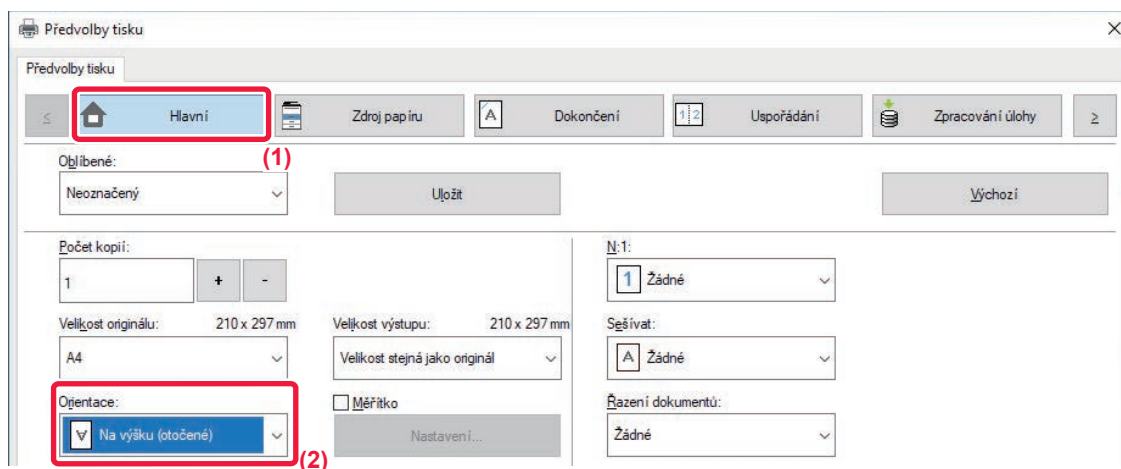 Předvolby tisku
Předvolby tisku
≤ Hlavní Zdroj papíru Dokončení Uspořádání Zpracování úlohy ≥
(1)
Oblíbené:
Neoznačený Uložit Výchozí
Počet kopií: N:1:
1 + - 1 Žádné
Velikost originálu: 210 x 297 mm Velikost výstupu: 210 x 297 mm Sešívat:
A4 Velikost stejná jako originál A Žádné
Orientace: Měřítko Řazení dokumentů:
Na výšku (otočené) Nastavení... Žádné
(2)